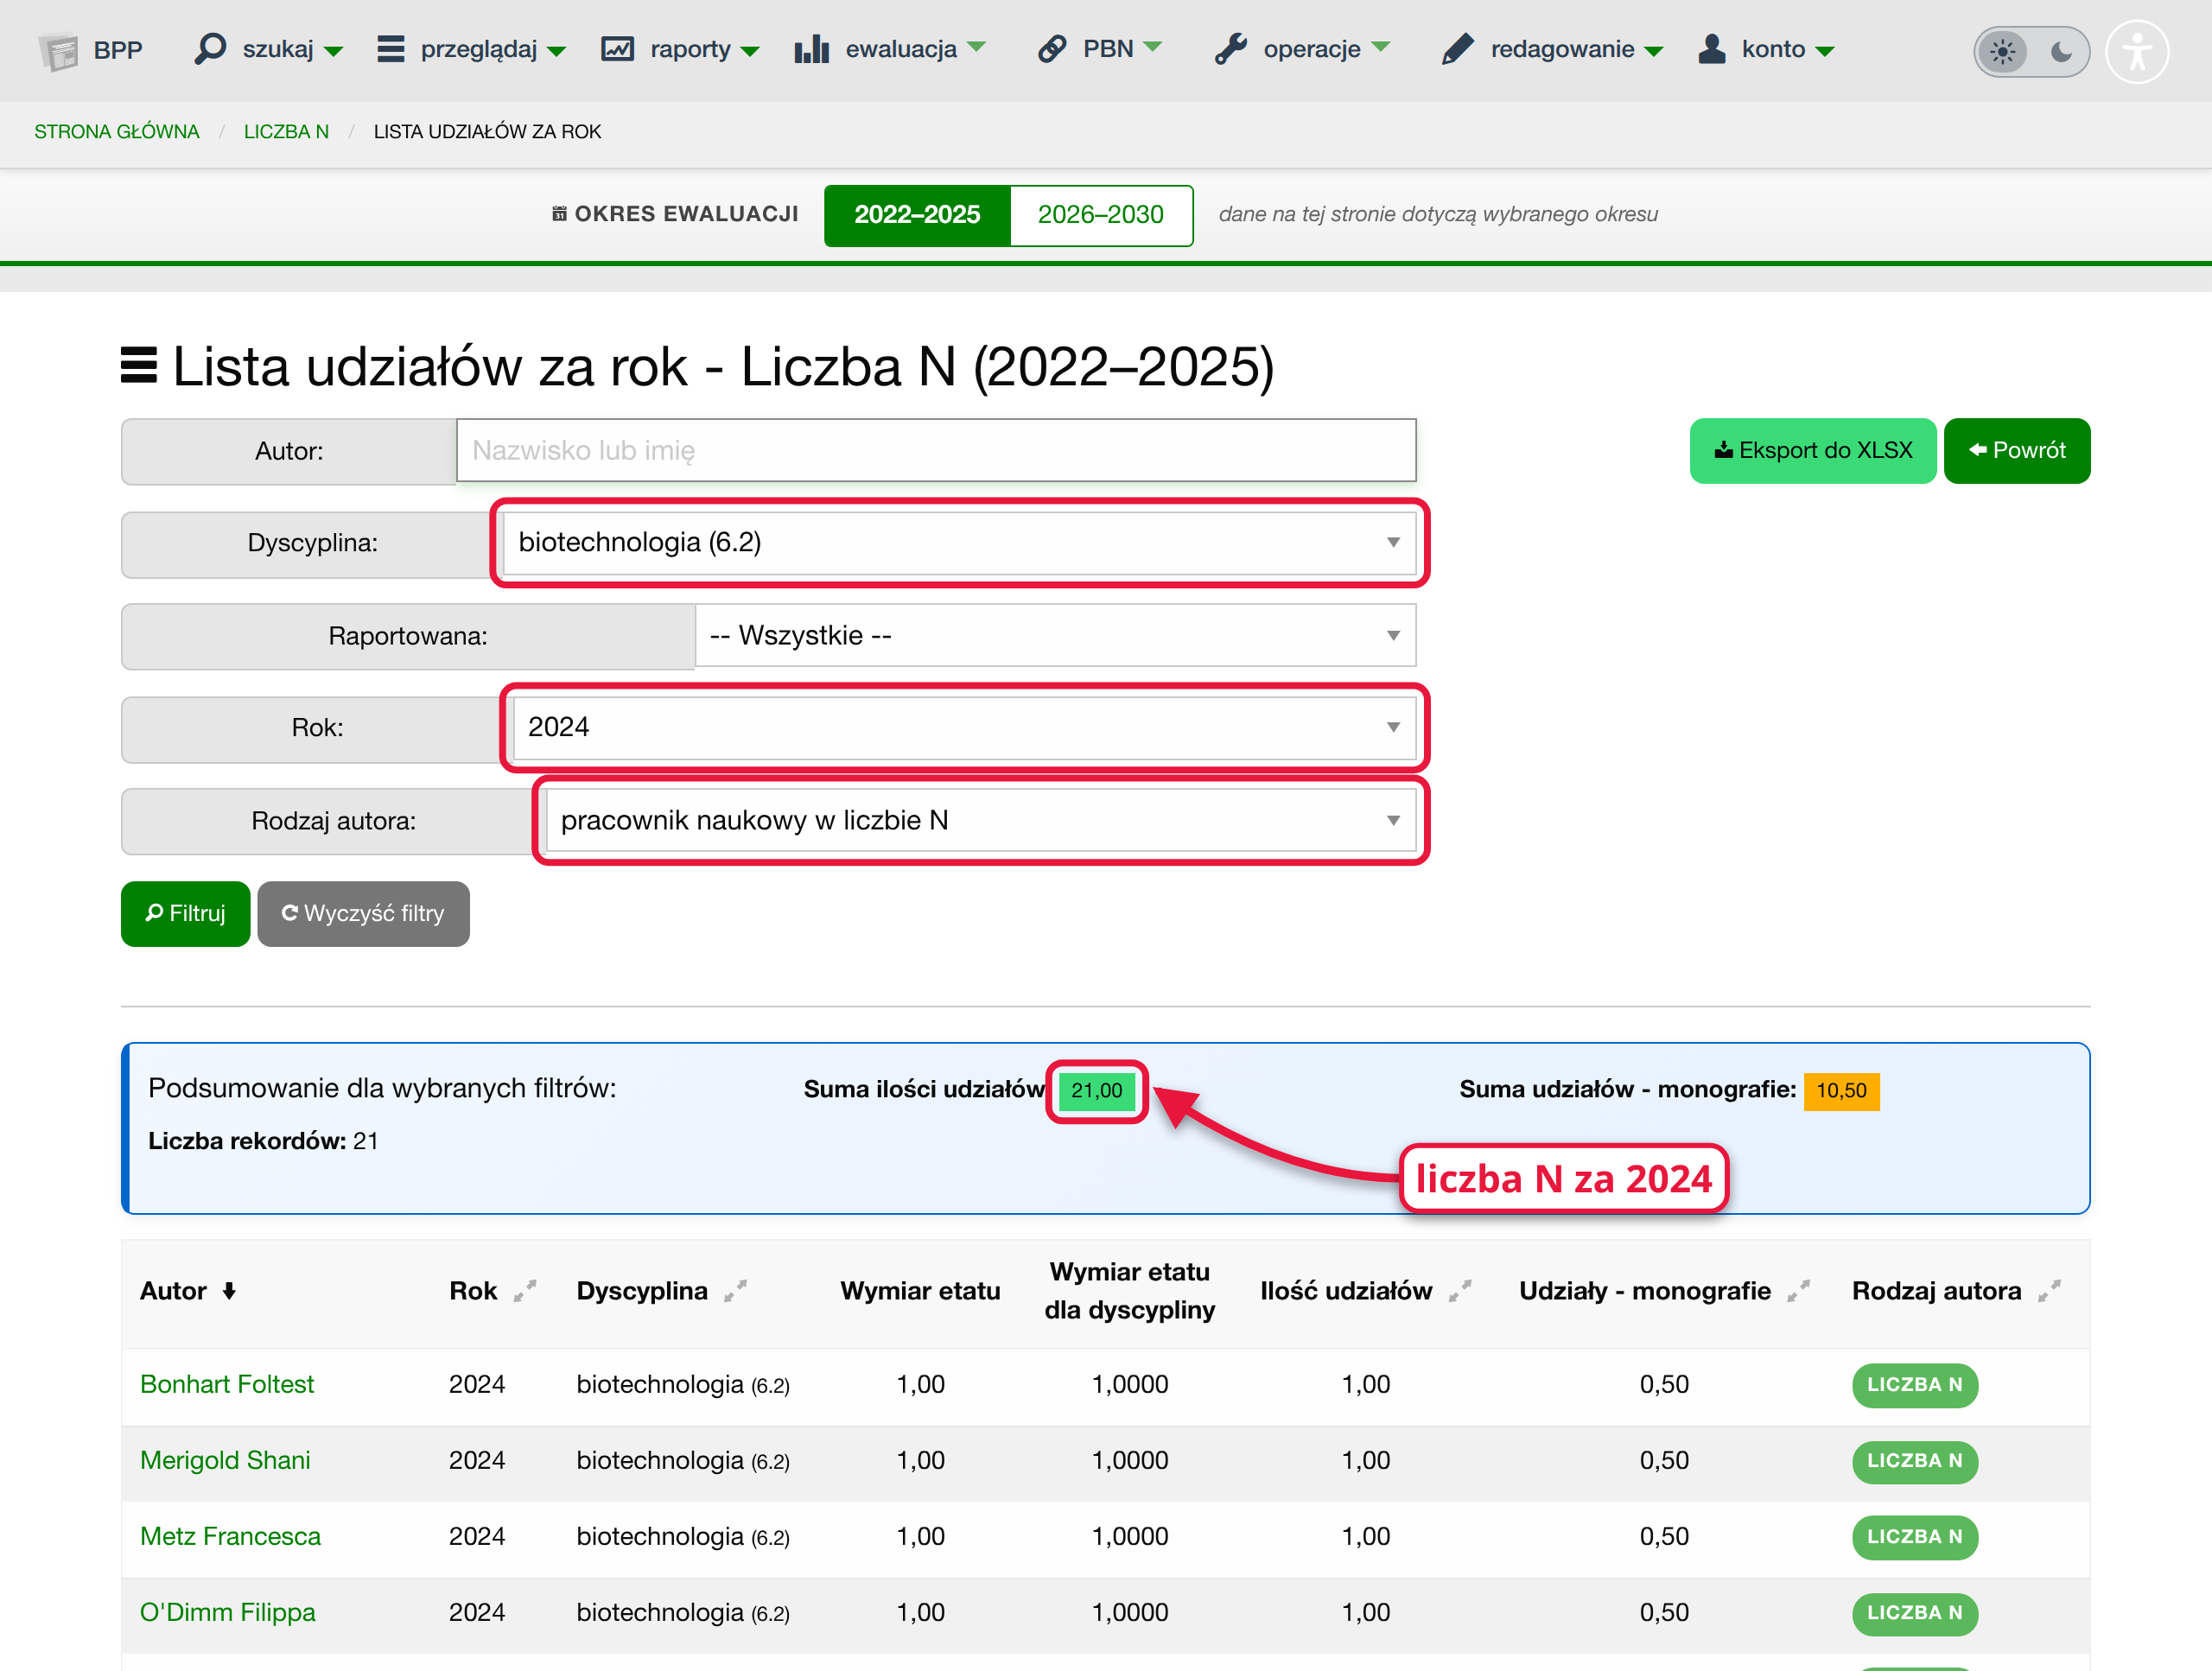 BPP szukaj przeglądaj raporty ewaluacja PBN operacje redagowanie konto
STRONA GŁÓWNA / LICZBA N / LISTA UDZIAŁÓW ZA ROK
OKRES EWALUACJI 2022–2025 2026–2030 dane na tej stronie dotyczą wybranego okresu
Lista udziałów za rok - Liczba N (2022–2025)
Autor: Nazwisko lub imię Eksport do XLSX Powrót
Dyscyplina: biotechnologia (6.2)
Raportowana: -- Wszystkie --
Rok: 2024
Rodzaj autora: pracownik naukowy w liczbie N
Filtruj Wyczyść filtry
Podsumowanie dla wybranych filtrów: Suma ilości udziałów 21,00 Suma udziałów - monografie: 10,50
Liczba rekordów: 21
liczba N za 2024
Autor Rok Dyscyplina Wymiar etatu Wymiar etatu dla dyscypliny Ilość udziałów Udziały - monografie Rodzaj autora
Bonhart Foltest 2024 biotechnologia (6.2) 1,00 1,0000 1,00 0,50 LICZBA N
Merigold Shani 2024 biotechnologia (6.2) 1,00 1,0000 1,00 0,50 LICZBA N
Metz Francesca 2024 biotechnologia (6.2) 1,00 1,0000 1,00 0,50 LICZBA N
O'Dimm Filippa 2024 biotechnologia (6.2) 1,00 1,0000 1,00 0,50 LICZBA N